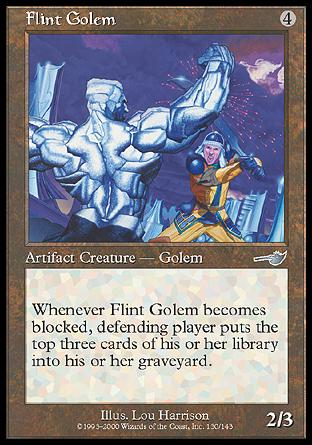 Flint Golem 4
Artifact Creature — Golem
Whenever Flint Golem becomes
blocked, defending player puts the
top three cards of his or her library
into his or her graveyard.
Illus. Lou Harrison
©1993–2000 Wizards of the Coast, Inc. 130/143
2/3